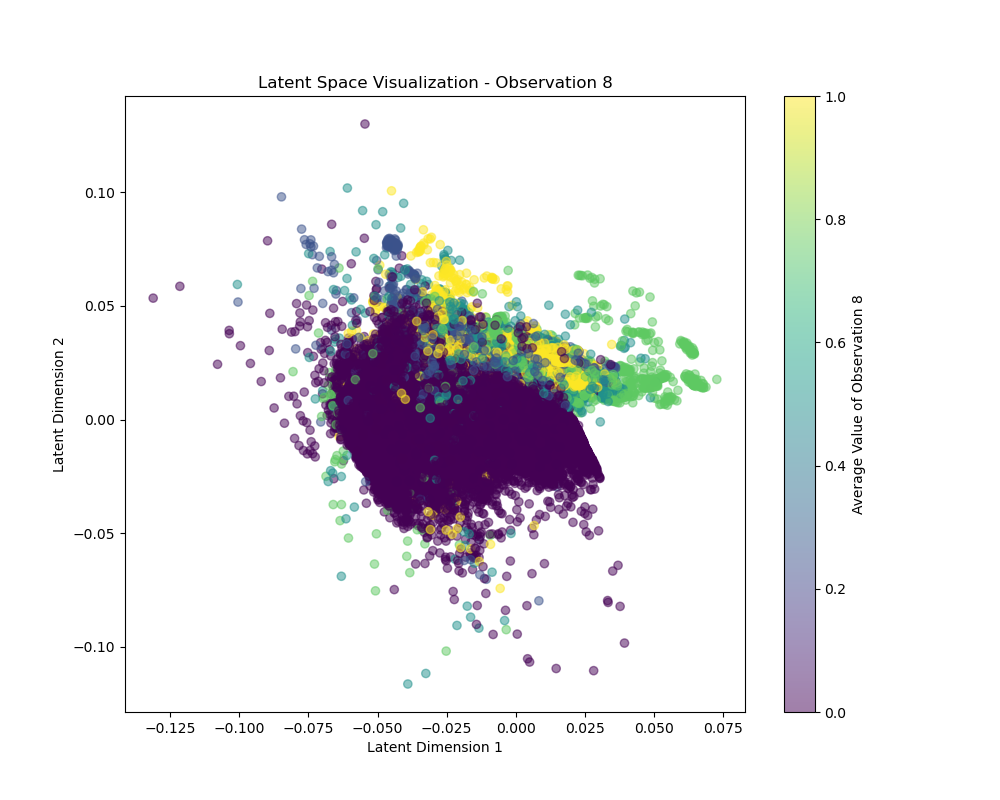 Latent Space Visualization - Observation 8
0.10
0.05
0.00
−0.05
−0.10
Latent Dimension 2
−0.125 −0.100 −0.075 −0.050 −0.025 0.000 0.025 0.050 0.075
Latent Dimension 1
1.0
0.8
0.6
0.4
0.2
0.0
Average Value of Observation 8